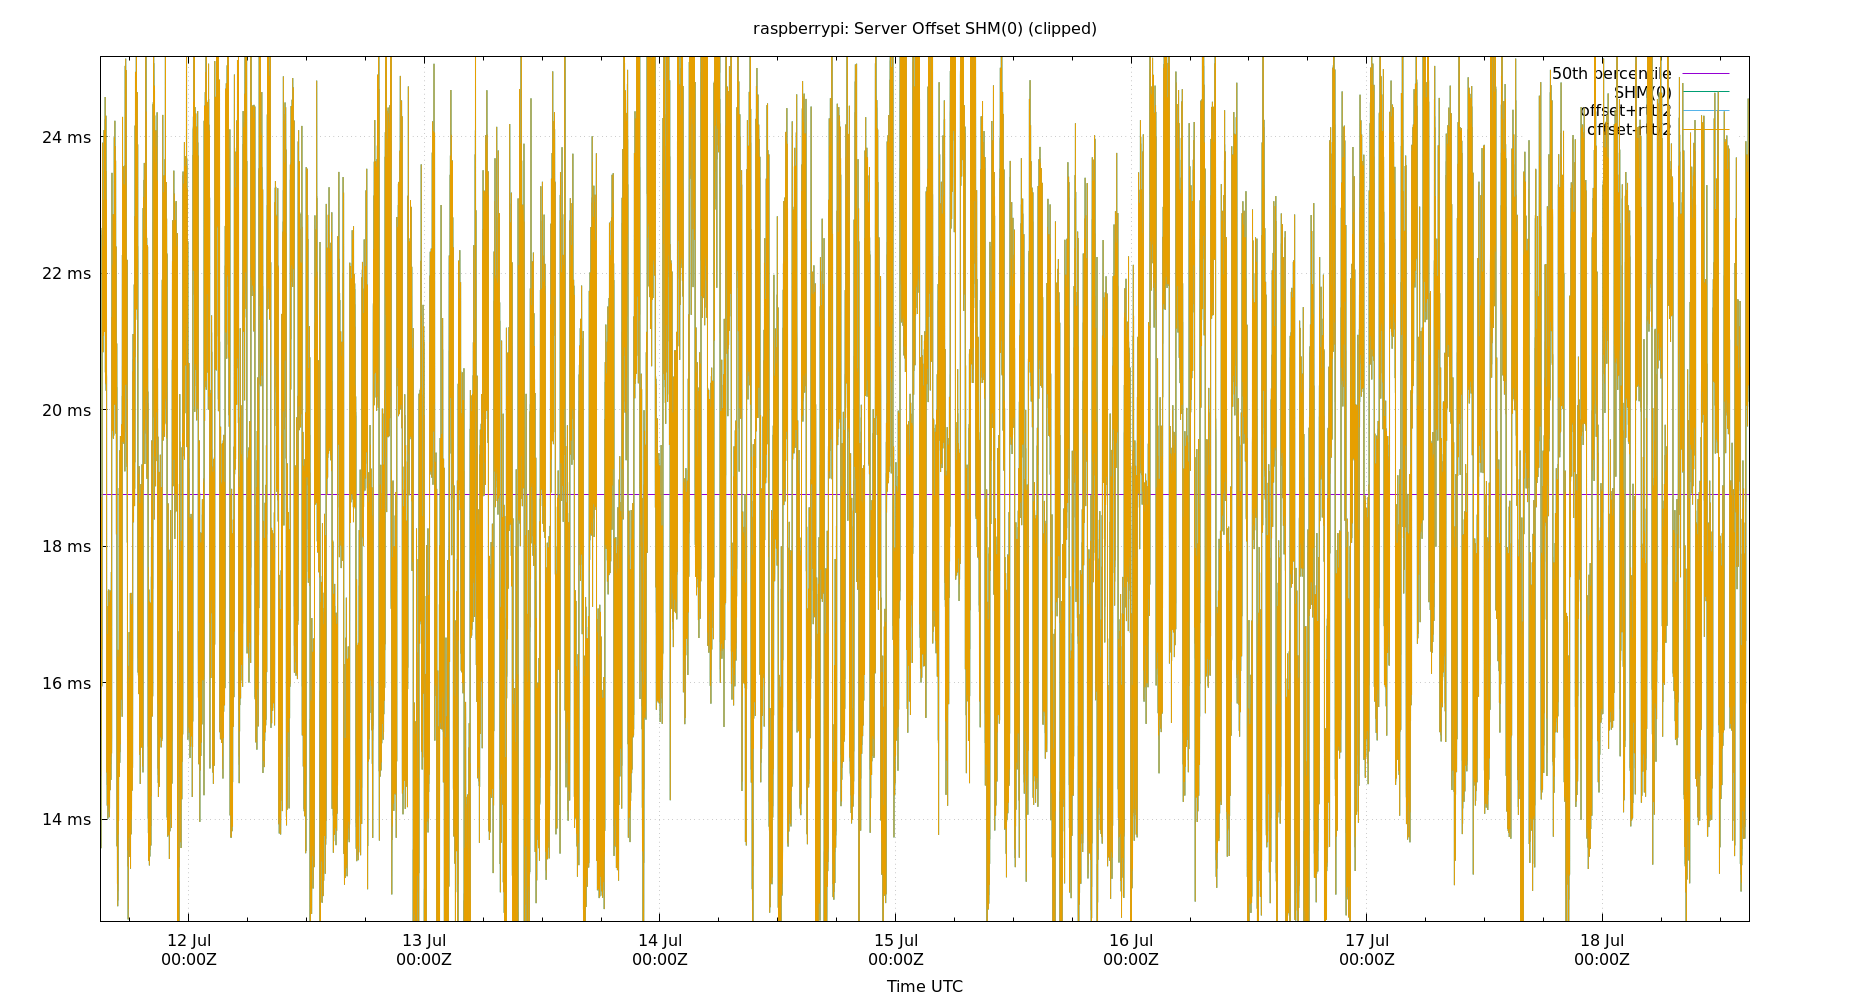 raspberrypi: Server Offset SHM(0) (clipped)
50th percentile
SHM(0)
offset+rtt/2
offset-rtt/2
24 ms
22 ms
20 ms
18 ms
16 ms
14 ms
12 Jul 13 Jul 14 Jul 15 Jul 16 Jul 17 Jul 18 Jul
00:00Z 00:00Z 00:00Z 00:00Z 00:00Z 00:00Z 00:00Z
Time UTC